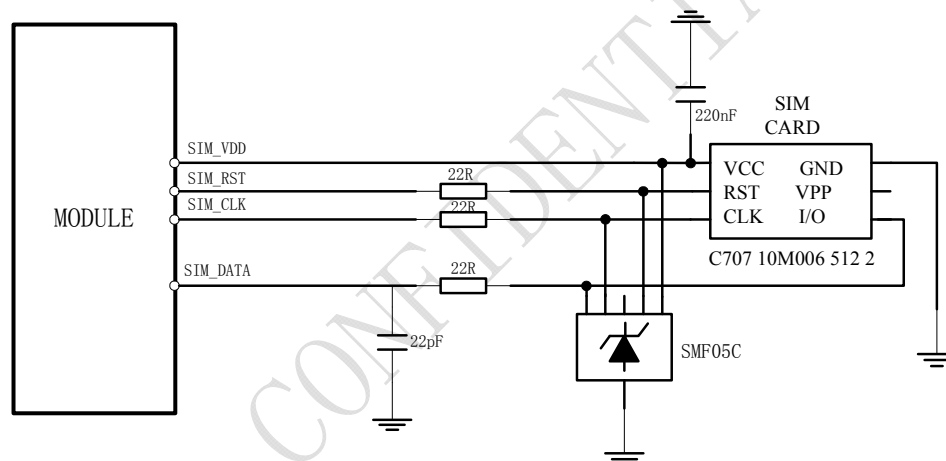 CONFIDENTIA
220nF
SIM
CARD
SIM_VDD
SIM_RST
SIM_CLK
SIM_DATA
MODULE
22R
22R
22R
22pF
VCC GND
RST VPP
CLK I/O
C707 10M006 512 2
SMF05C